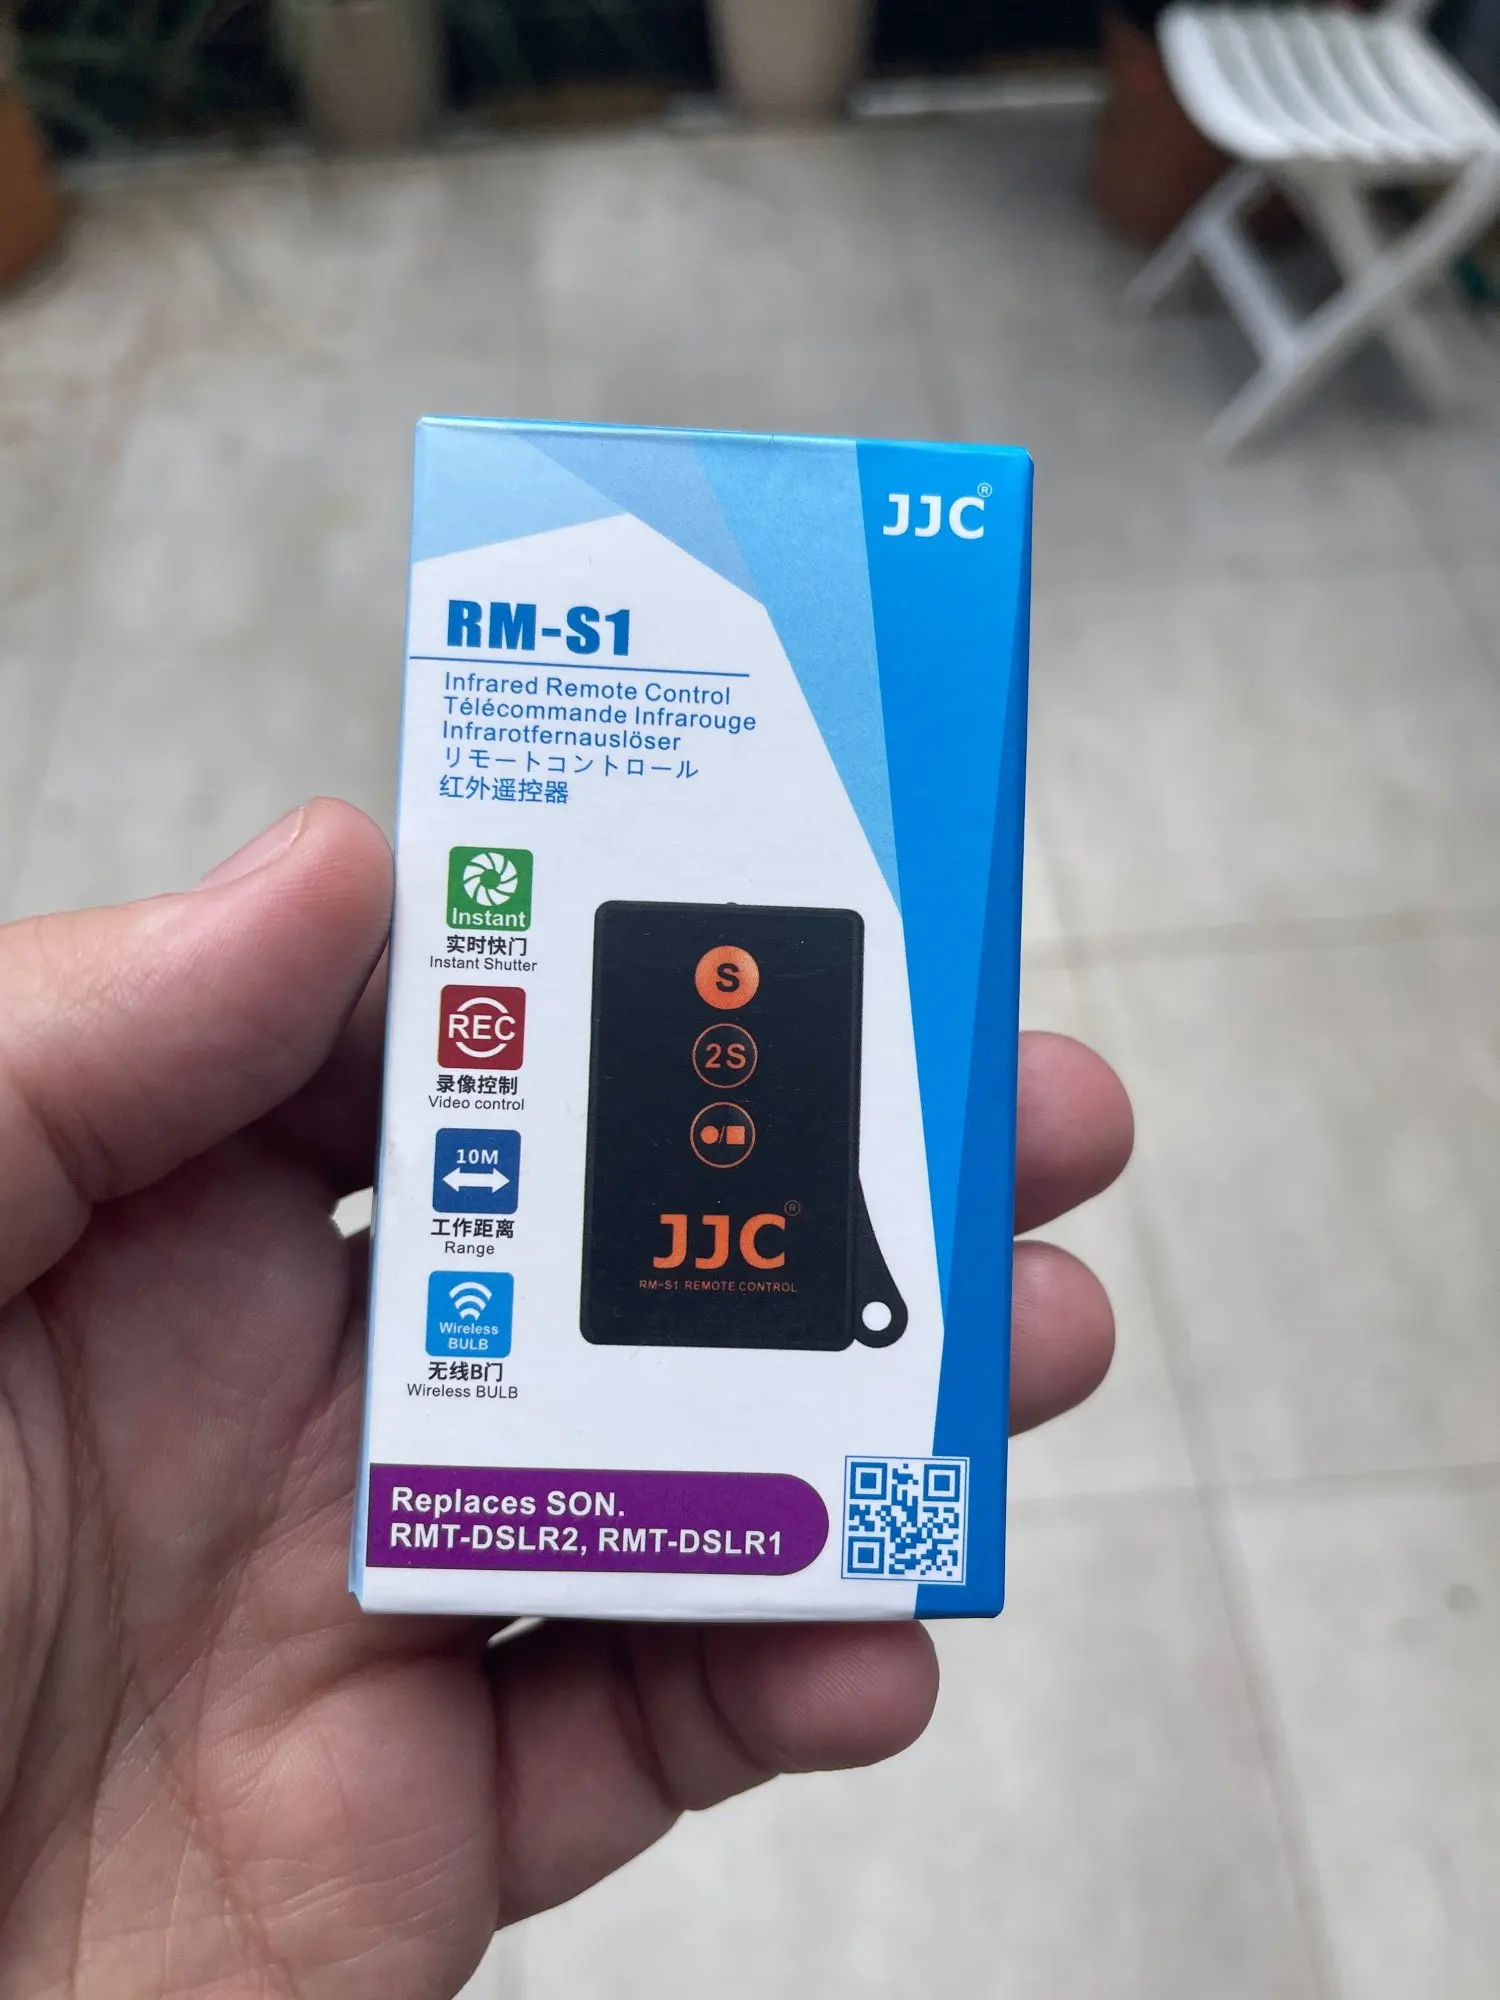 JJC®
RM-S1
Infrared Remote Control
Télécommande Infrarouge
Infrarotfernauslöser
リモートコントロール
红外遥控器
Instant
实时快门
Instant Shutter
REC
录像控制
Video control
10M
工作距离
Range
Wireless
BULB
无线B门
Wireless BULB
S
2S
JJC®
RM-S1 REMOTE CONTROL
Replaces SON.
RMT-DSLR2, RMT-DSLR1